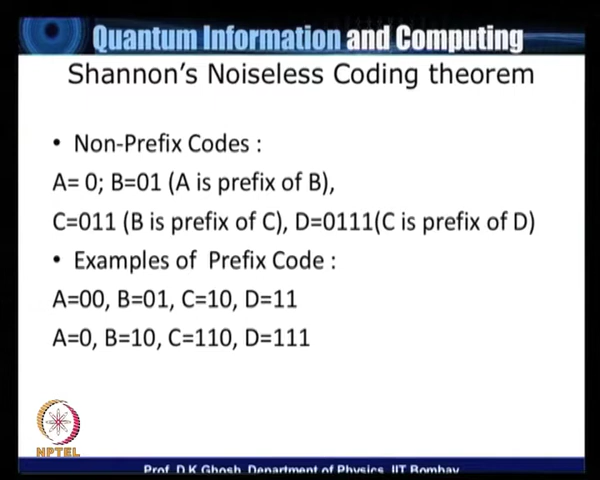 Quantum Information and Computing
Shannon's Noiseless Coding theorem
• Non-Prefix Codes :
A= 0; B=01 (A is prefix of B),
C=011 (B is prefix of C), D=0111(C is prefix of D)
• Examples of Prefix Code :
A=00, B=01, C=10, D=11
A=0, B=10, C=110, D=111
NPTEL
Prof. D K Ghosh, Department of Physics, IIT Bombay